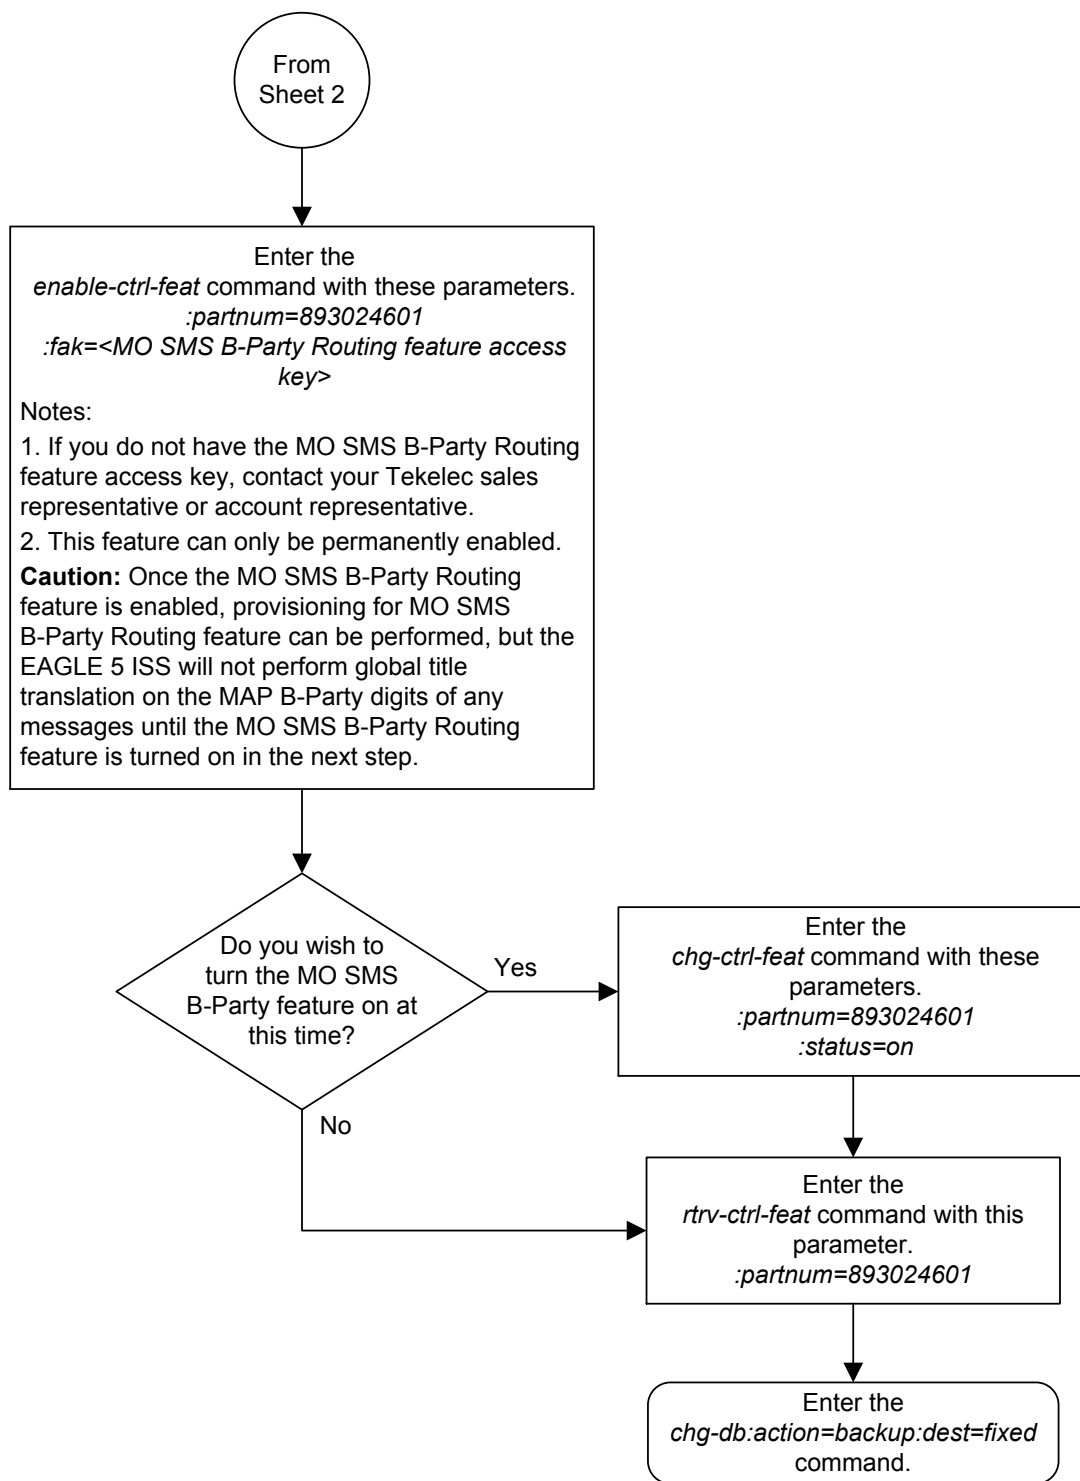 From
Sheet 2
Enter the
enable-ctrl-feat command with these parameters.
:partnum=893024601
:fak=<MO SMS B-Party Routing feature access
key>
Notes:
1. If you do not have the MO SMS B-Party Routing
feature access key, contact your Tekelec sales
representative or account representative.
2. This feature can only be permanently enabled.
Caution: Once the MO SMS B-Party Routing
feature is enabled, provisioning for MO SMS
B-Party Routing feature can be performed, but the
EAGLE 5 ISS will not perform global title
translation on the MAP B-Party digits of any
messages until the MO SMS B-Party Routing
feature is turned on in the next step.
Do you wish to
turn the MO SMS
B-Party feature on at
this time?
Yes
Enter the
chg-ctrl-feat command with these
parameters.
:partnum=893024601
:status=on
No
Enter the
rtrv-ctrl-feat command with this
parameter.
:partnum=893024601
Enter the
chg-db:action=backup:dest=fixed
command.